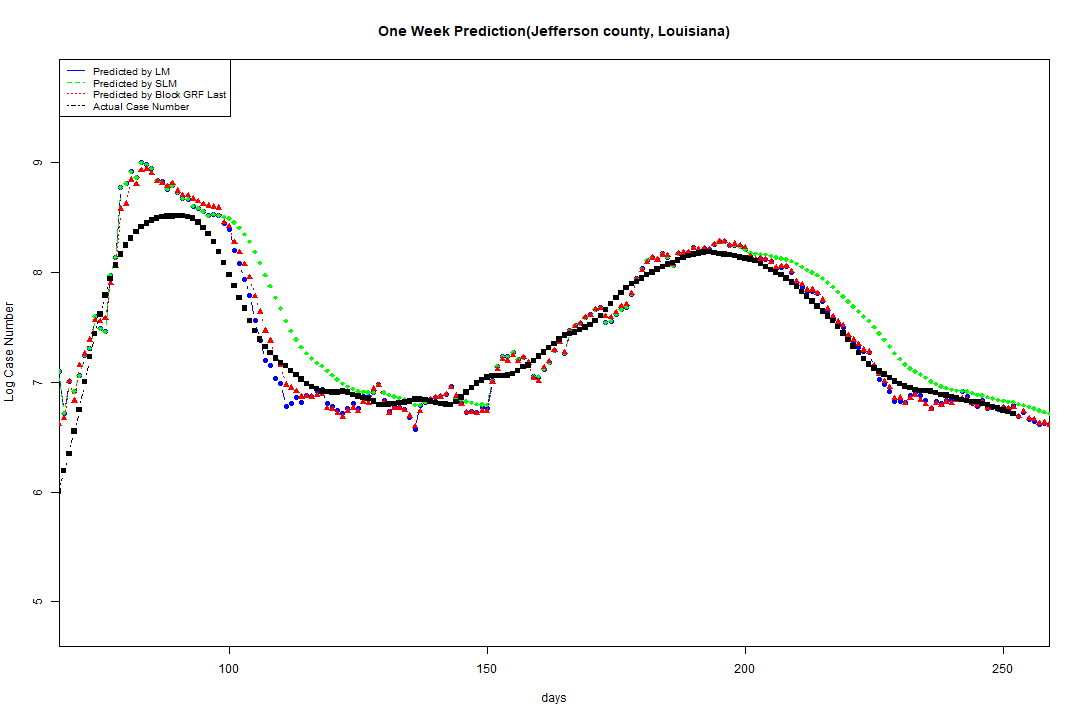 One Week Prediction(Jefferson county, Louisiana)
Predicted by LM
Predicted by SLM
Predicted by Block GRF Last
Actual Case Number
9
8
7
6
5
Log Case Number
100 150 200 250
days